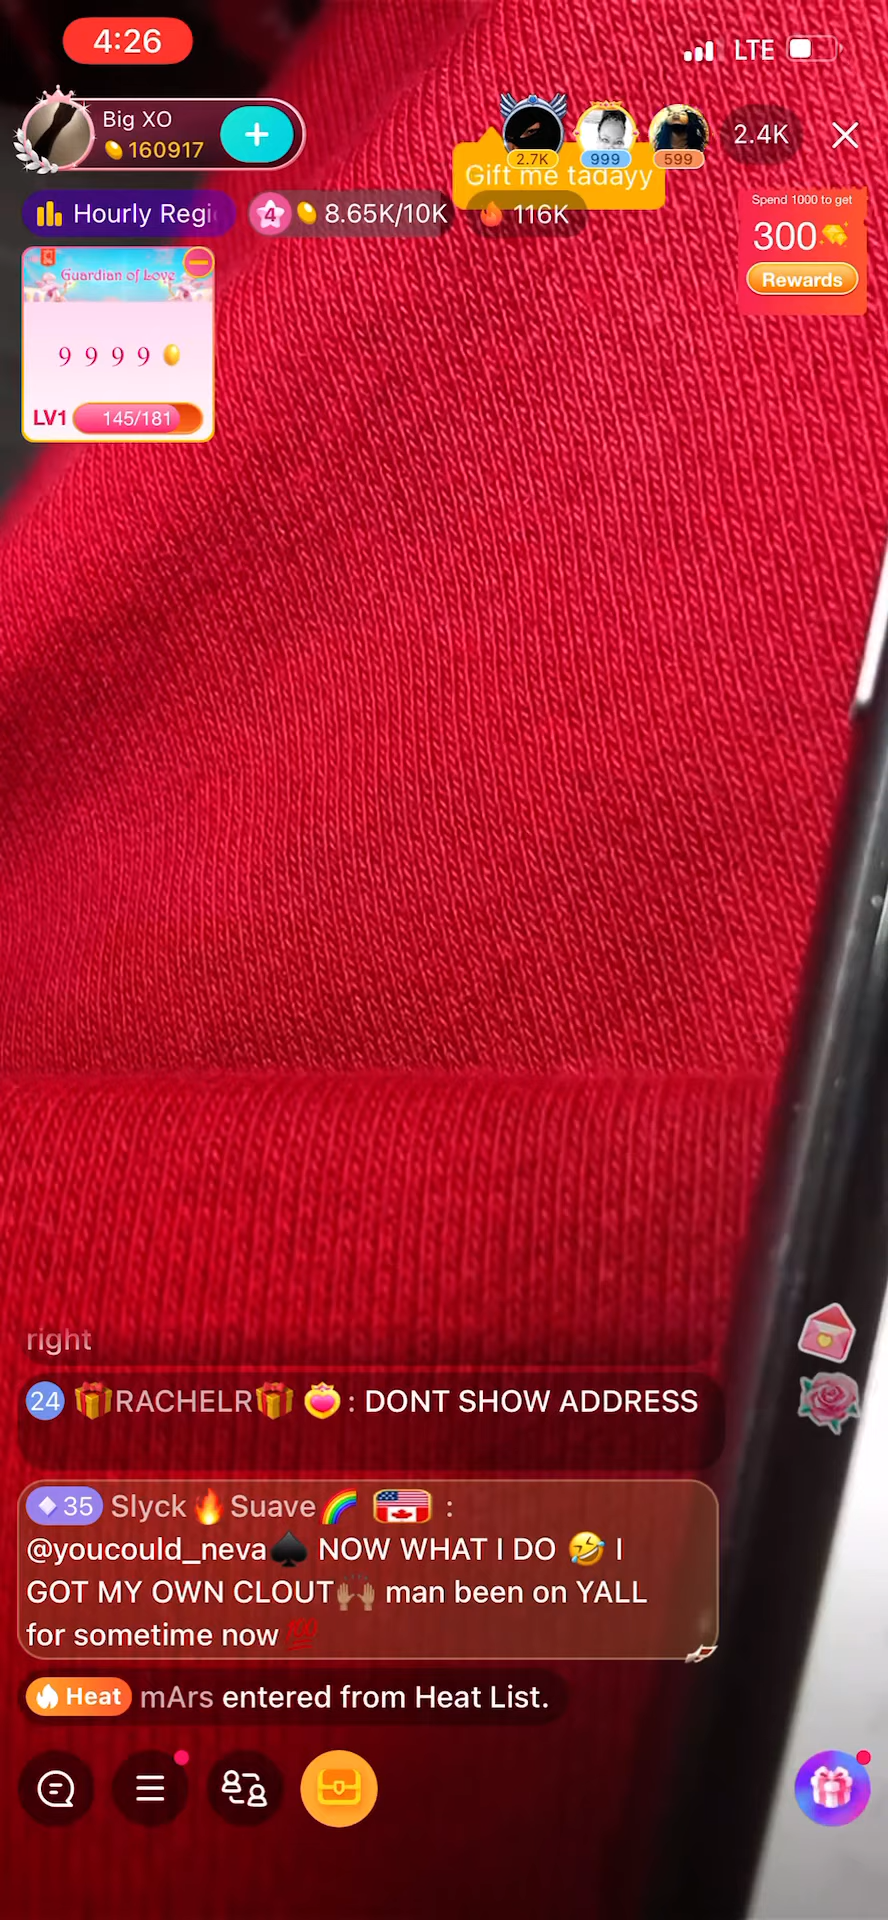 4:26
LTE
Big XO
160917
2.7K
999
599
2.4K
Gift me tadayy
Hourly Regi
4
8.65K/10K
116K
Spend 1000 to get
300
Rewards
Guardian of Love
9999
LV1
145/181
right
24 🎁RACHELR🎁 : DONT SHOW ADDRESS
35 Slyck🔥Suave🌈 🇺🇸🇨🇦 :
@youcould_neva♠️ NOW WHAT I DO 🤣 I
GOT MY OWN CLOUT🙌🏽 man been on YALL
for sometime now 💯
Heat mArs entered from Heat List.